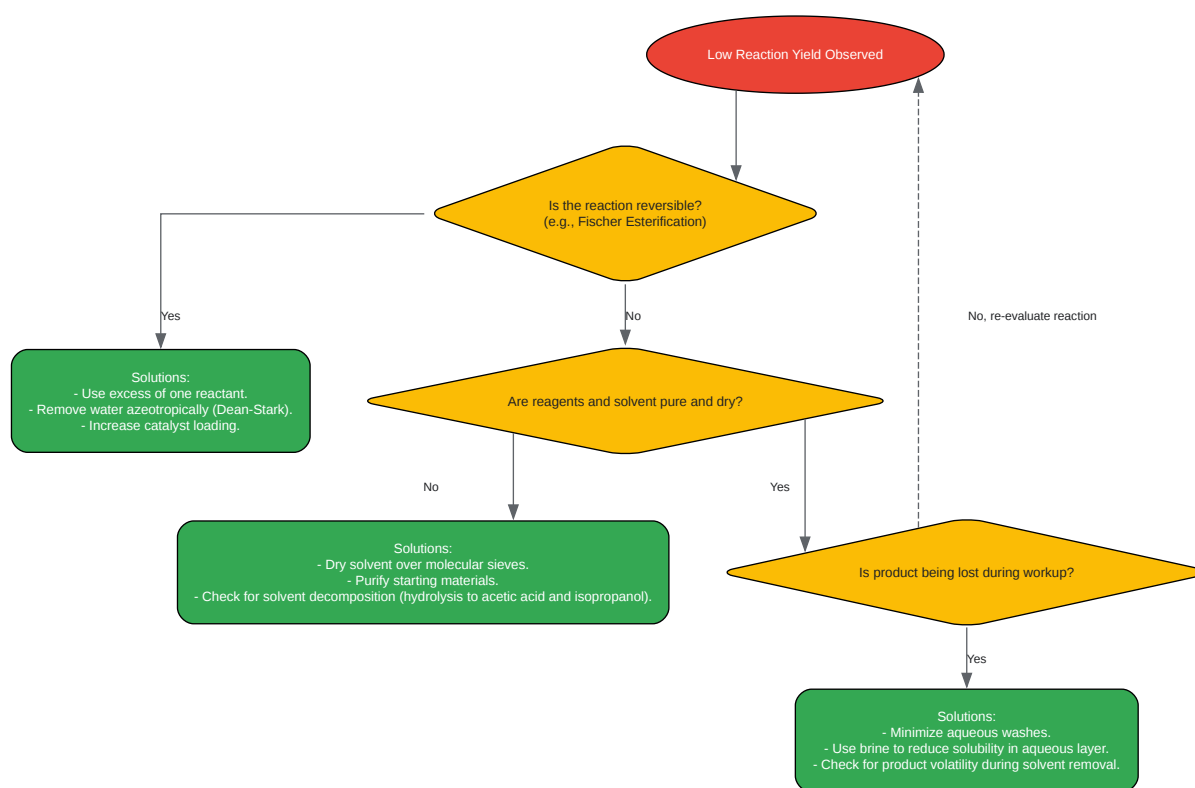 Low Reaction Yield Observed
Is the reaction reversible?
(e.g., Fischer Esterification)
Yes
No
No, re-evaluate reaction
Solutions:
- Use excess of one reactant.
- Remove water azeotropically (Dean-Stark).
- Increase catalyst loading.
Are reagents and solvent pure and dry?
No
Yes
Solutions:
- Dry solvent over molecular sieves.
- Purify starting materials.
- Check for solvent decomposition (hydrolysis to acetic acid and isopropanol).
Is product being lost during workup?
Yes
Solutions:
- Minimize aqueous washes.
- Use brine to reduce solubility in aqueous layer.
- Check for product volatility during solvent removal.